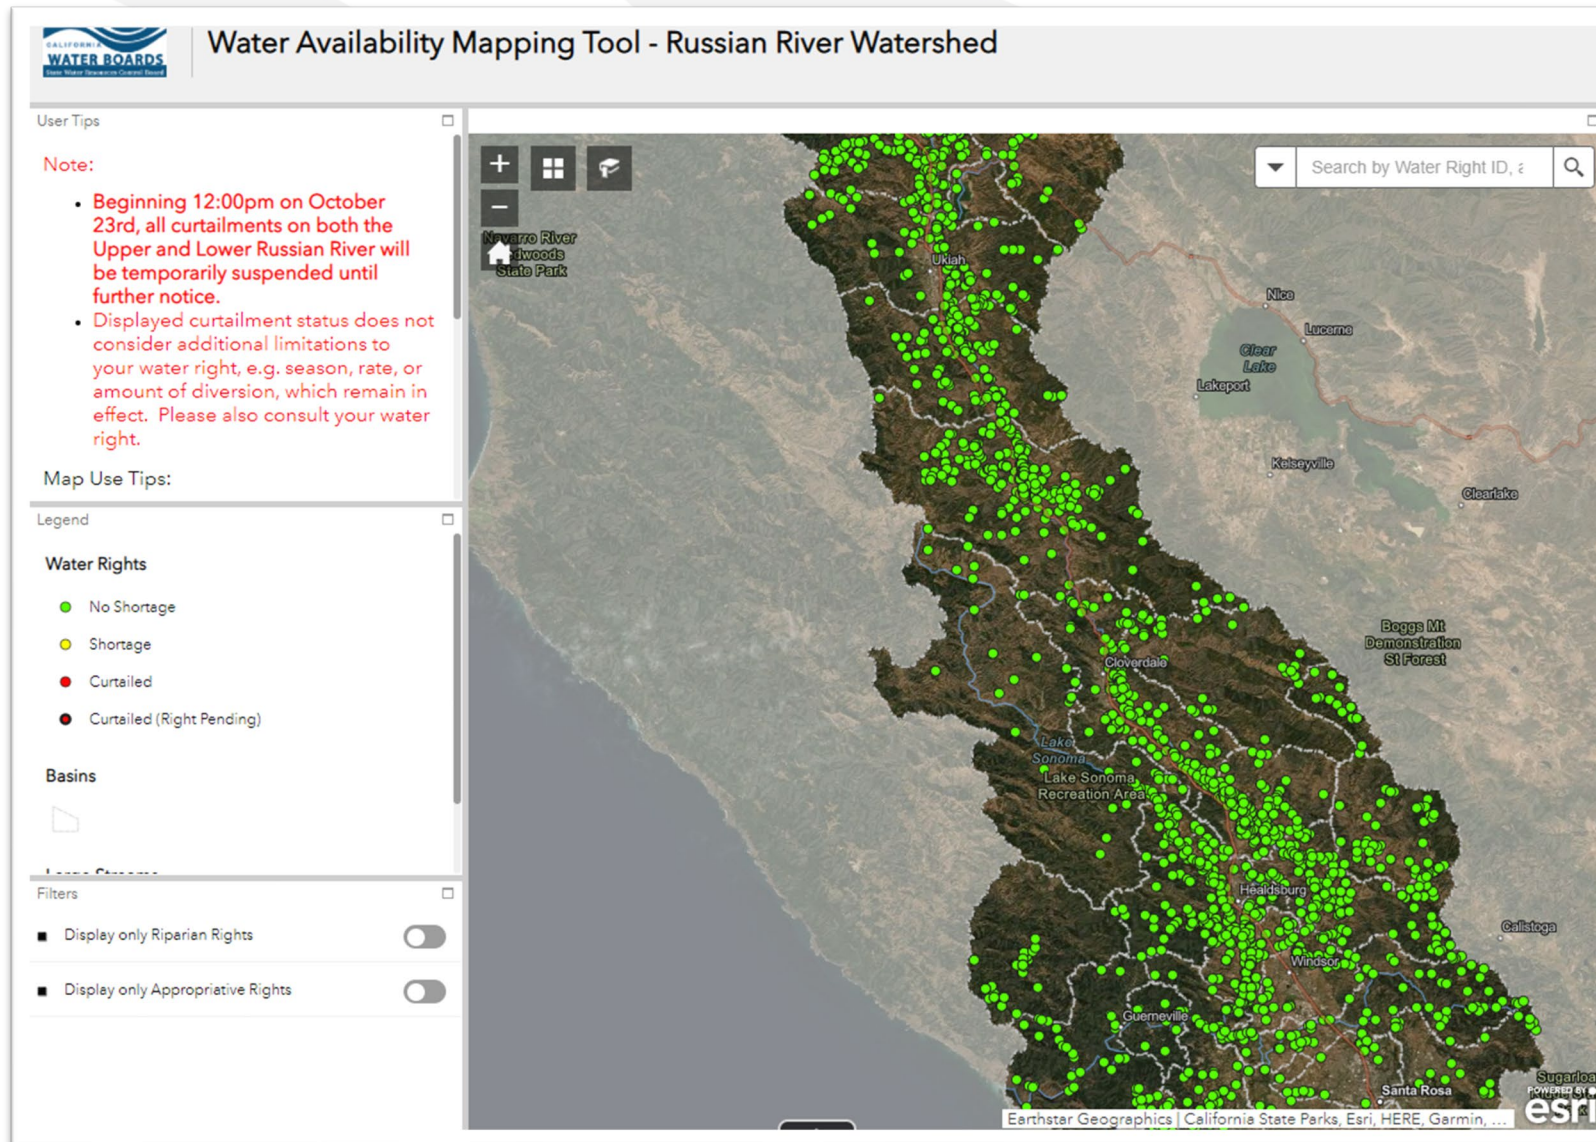 CALIFORNIA
WATER BOARDS
State Water Resources Control Board
Water Availability Mapping Tool - Russian River Watershed
User Tips
Note:
• Beginning 12:00pm on October
23rd, all curtailments on both the
Upper and Lower Russian River will
be temporarily suspended until
further notice.
• Displayed curtailment status does not
consider additional limitations to
your water right, e.g. season, rate, or
amount of diversion, which remain in
effect. Please also consult your water
right.
Map Use Tips:
Legend
Water Rights
No Shortage
Shortage
Curtailed
Curtailed (Right Pending)
Basins
Filters
Display only Riparian Rights
Display only Appropriative Rights
+
−
Search by Water Right ID, a
Navarro River
State Park
Ukiah
Nice
Lucerne
Clear
Lake
Lakeport
Kelseyville
Clearlake
Boggs Mt
Demonstration
St Forest
Cloverdale
Lake
Sonoma
Lake Sonoma
Recreation Area
Healdsburg
Calistoga
Windsor
Guerneville
Santa Rosa
POWERED BY
esri
Earthstar Geographics | California State Parks, Esri, HERE, Garmin, ...